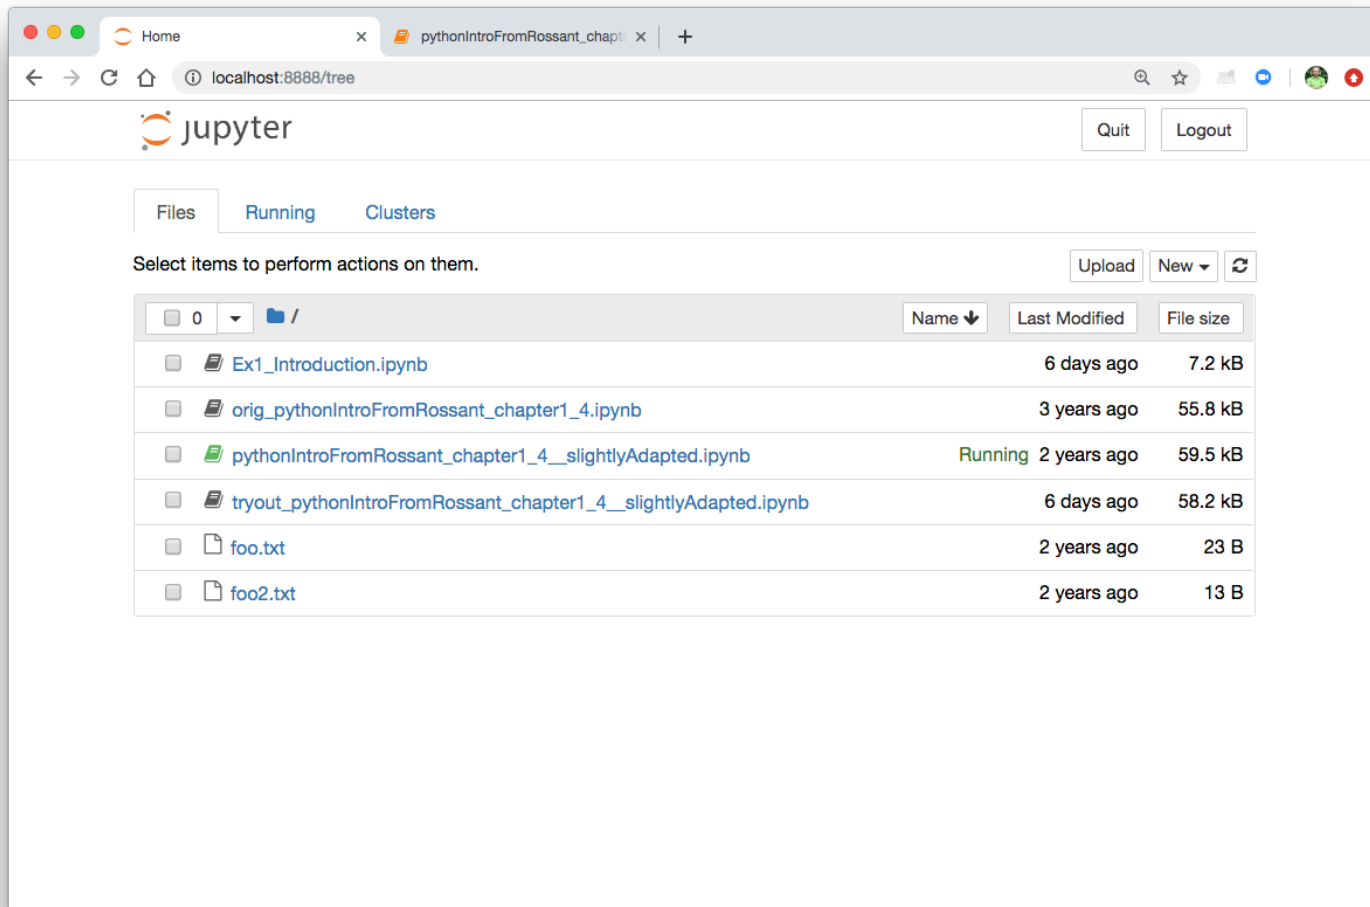 Home pythonIntroFromRossant_chapt
localhost:8888/tree
jupyter Quit Logout
Files Running Clusters
Select items to perform actions on them. Upload New
0 / Name Last Modified File size
Ex1_Introduction.ipynb 6 days ago 7.2 kB
orig_pythonIntroFromRossant_chapter1_4.ipynb 3 years ago 55.8 kB
pythonIntroFromRossant_chapter1_4__slightlyAdapted.ipynb Running 2 years ago 59.5 kB
tryout_pythonIntroFromRossant_chapter1_4__slightlyAdapted.ipynb 6 days ago 58.2 kB
foo.txt 2 years ago 23 B
foo2.txt 2 years ago 13 B